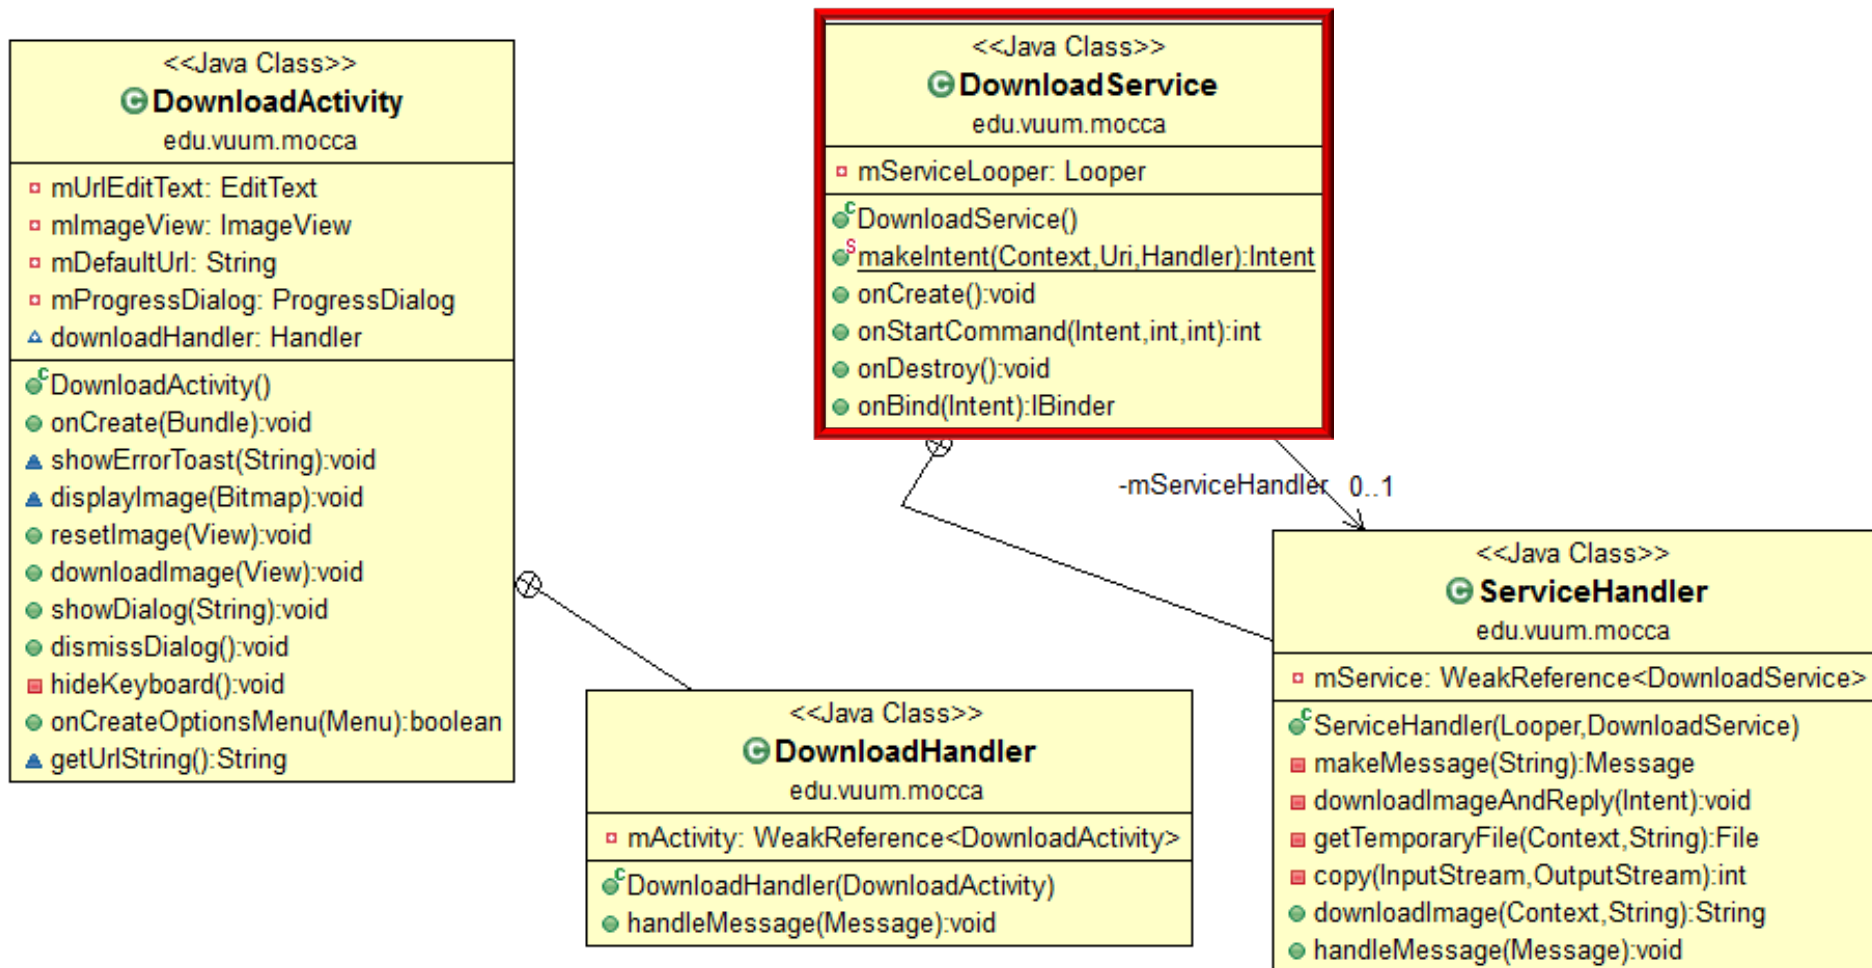 <<Java Class>>
DownloadActivity
edu.vuum.mocca
mUrlEditText: EditText
mImageView: ImageView
mDefaultUrl: String
mProgressDialog: ProgressDialog
downloadHandler: Handler
DownloadActivity()
onCreate(Bundle):void
showErrorToast(String):void
displayImage(Bitmap):void
resetImage(View):void
downloadImage(View):void
showDialog(String):void
dismissDialog():void
hideKeyboard():void
onCreateOptionsMenu(Menu):boolean
getUrlString():String
<<Java Class>>
DownloadService
edu.vuum.mocca
mServiceLooper: Looper
DownloadService()
makeIntent(Context,Uri,Handler):Intent
onCreate():void
onStartCommand(Intent,int,int):int
onDestroy():void
onBind(Intent):IBinder
-mServiceHandler 0..1
<<Java Class>>
DownloadHandler
edu.vuum.mocca
mActivity: WeakReference<DownloadActivity>
DownloadHandler(DownloadActivity)
handleMessage(Message):void
<<Java Class>>
ServiceHandler
edu.vuum.mocca
mService: WeakReference<DownloadService>
ServiceHandler(Looper,DownloadService)
makeMessage(String):Message
downloadImageAndReply(Intent):void
getTemporaryFile(Context,String):File
copy(InputStream,OutputStream):int
downloadImage(Context,String):String
handleMessage(Message):void